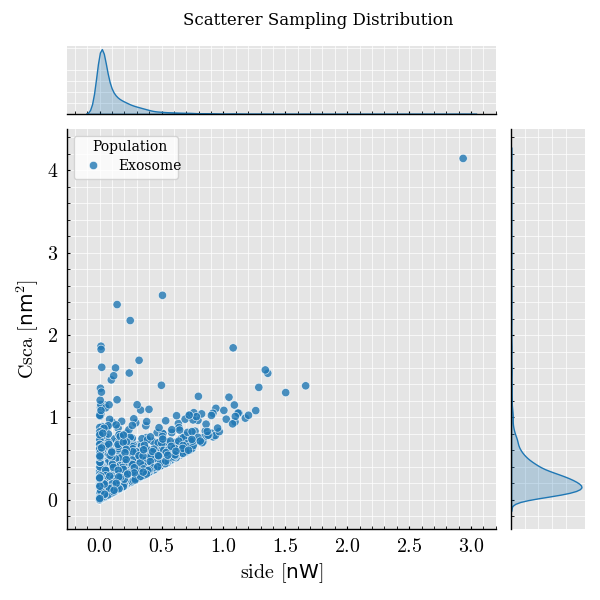 Scatterer Sampling Distribution
Population
Exosome
4
3
2
1
0
Csca [nm²]
0.0 0.5 1.0 1.5 2.0 2.5 3.0
side [nW]